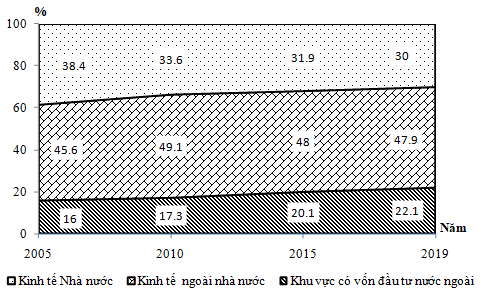 %
100
38.4 33.6 31.9 30
80
60
45.6 49.1 48 47.9
40
20
16 17.3 20.1 22.1
0
Năm
2005 2010 2015 2019
Kinh tế Nhà nước Kinh tế ngoài nhà nước Khu vực có vốn đầu tư nước ngoài